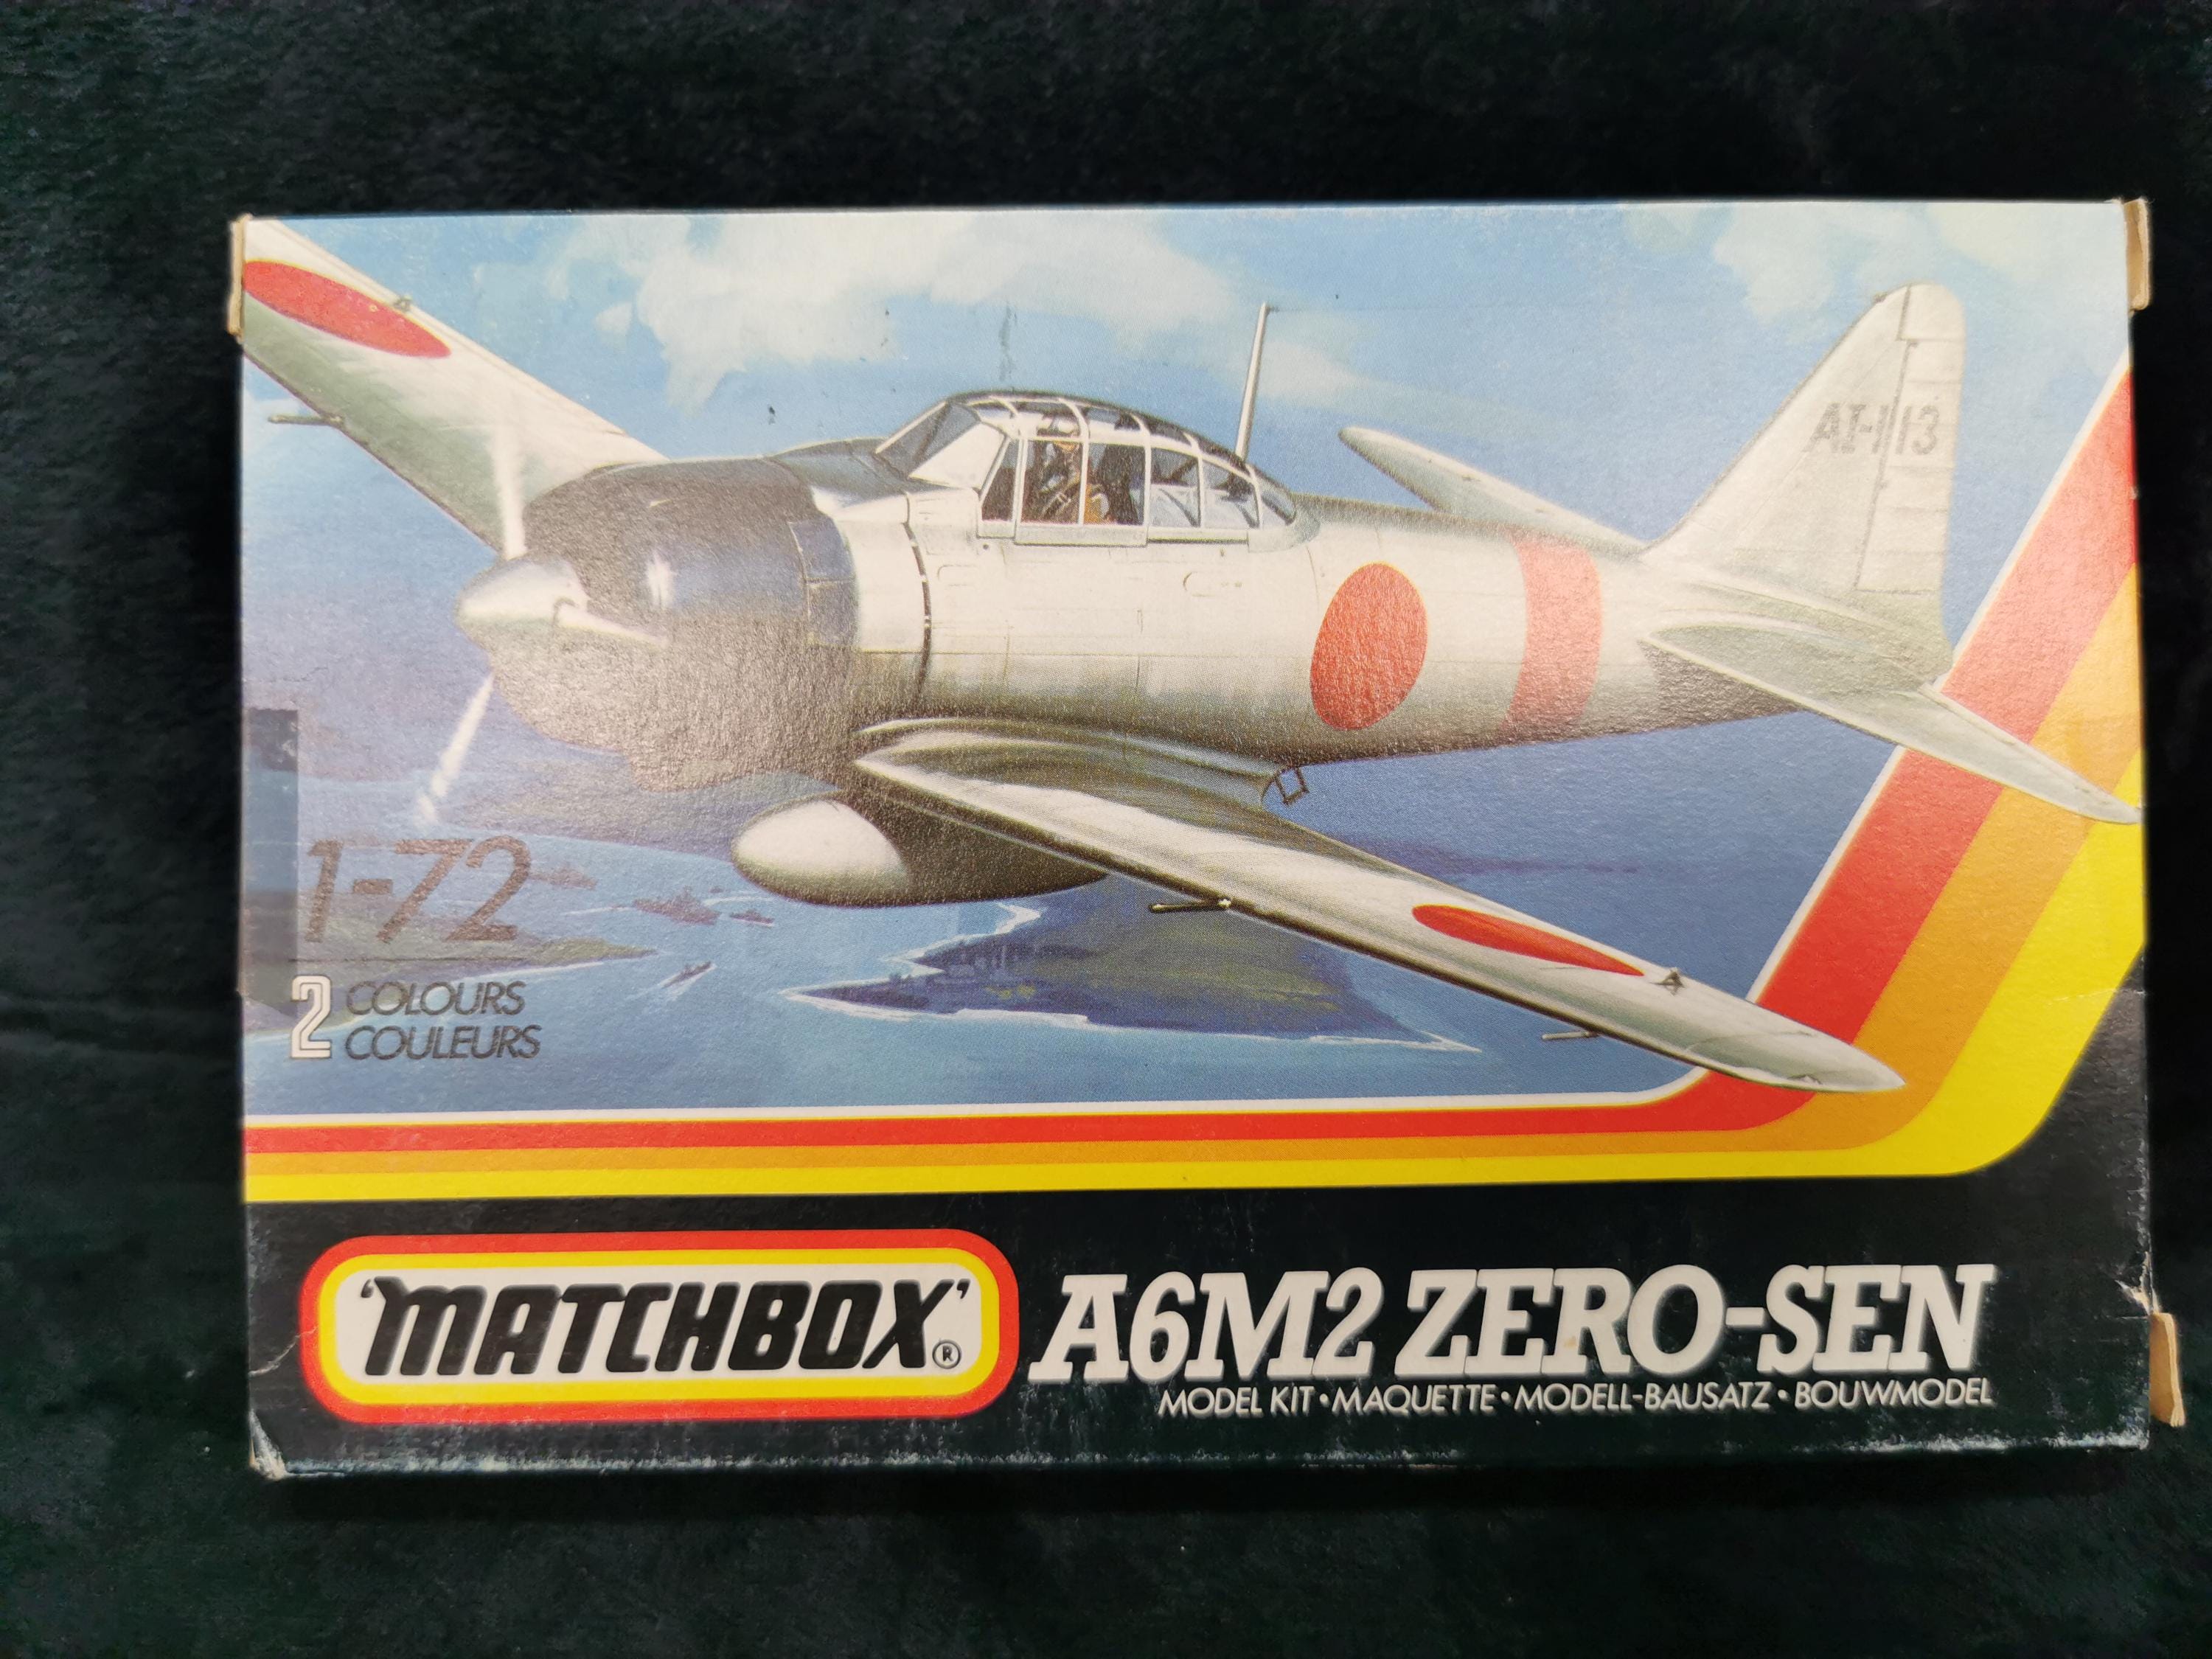 AI-113
1-72
2 COLOURS
COULEURS
'MATCHBOX'®
A6M2 ZERO-SEN
MODEL KIT•MAQUETTE•MODELL-BAUSATZ•BOUWMODEL